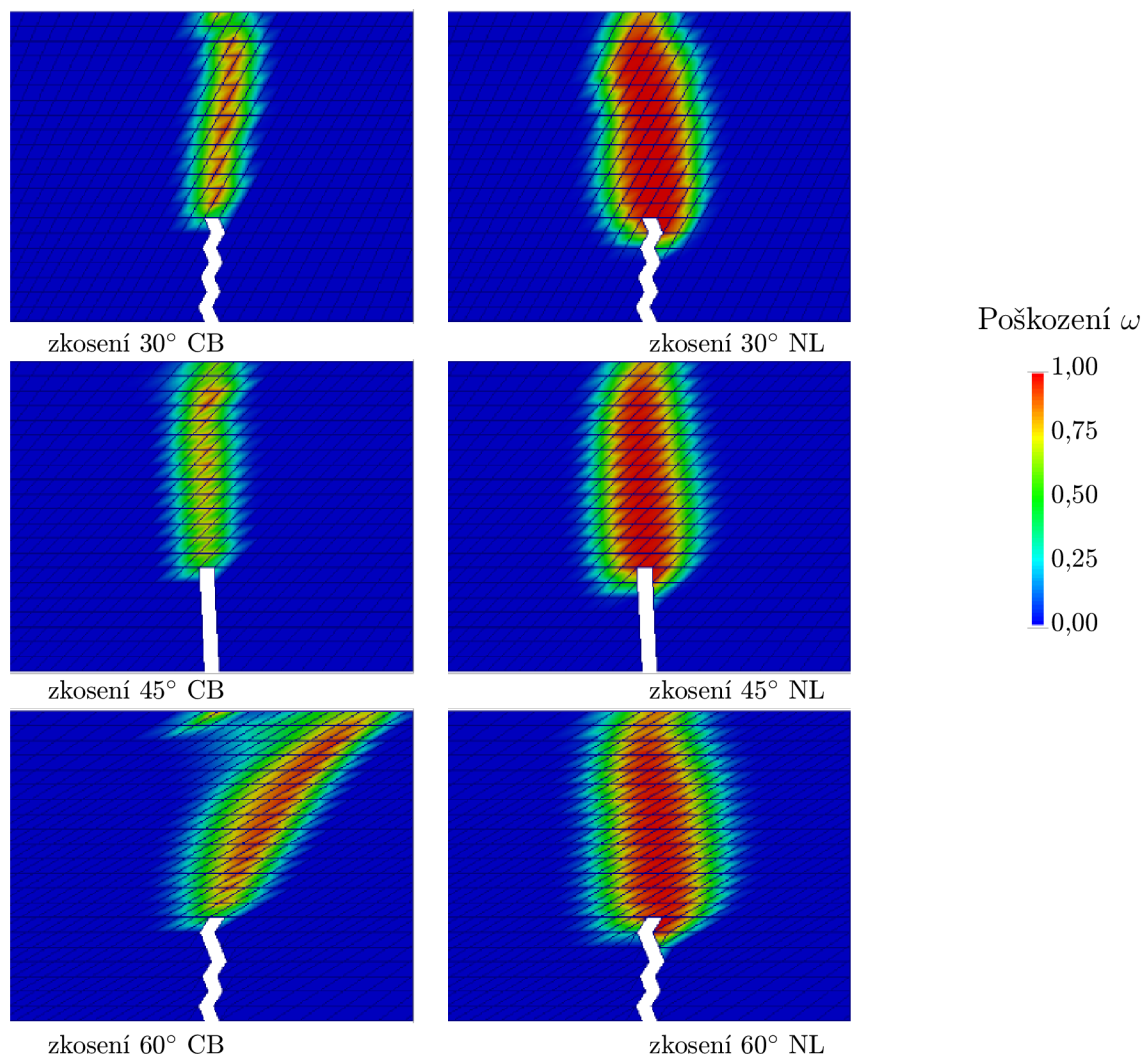 zkosení 30° CB
zkosení 30° NL
Poškození ω
1,00
0,75
0,50
0,25
0,00
zkosení 45° CB
zkosení 45° NL
zkosení 60° CB
zkosení 60° NL